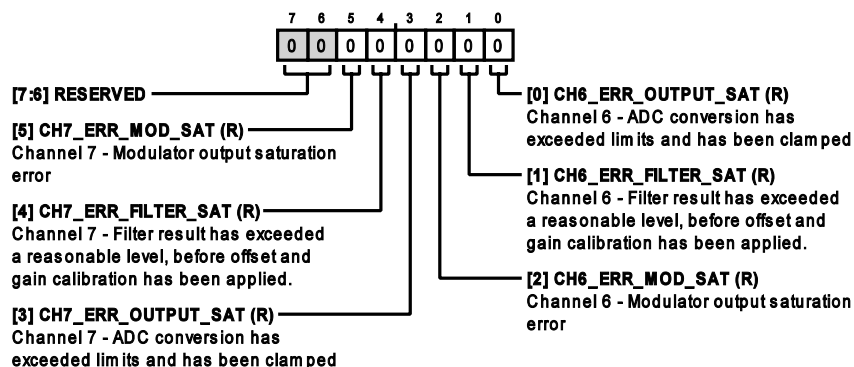 7 6 5 4 3 2 1 0
0 0 0 0 0 0 0 0
[7:6] RESERVED
[5] CH7_ERR_MOD_SAT (R)
Channel 7 - Modulator output saturation
error
[4] CH7_ERR_FILTER_SAT (R)
Channel 7 - Filter result has exceeded
a reasonable level, before offset and
gain calibration has been applied.
[3] CH7_ERR_OUTPUT_SAT (R)
Channel 7 - ADC conversion has
exceeded limits and has been clamped
[0] CH6_ERR_OUTPUT_SAT (R)
Channel 6 - ADC conversion has
exceeded limits and has been clamped
[1] CH6_ERR_FILTER_SAT (R)
Channel 6 - Filter result has exceeded
a reasonable level, before offset and
gain calibration has been applied.
[2] CH6_ERR_MOD_SAT (R)
Channel 6 - Modulator output saturation
error